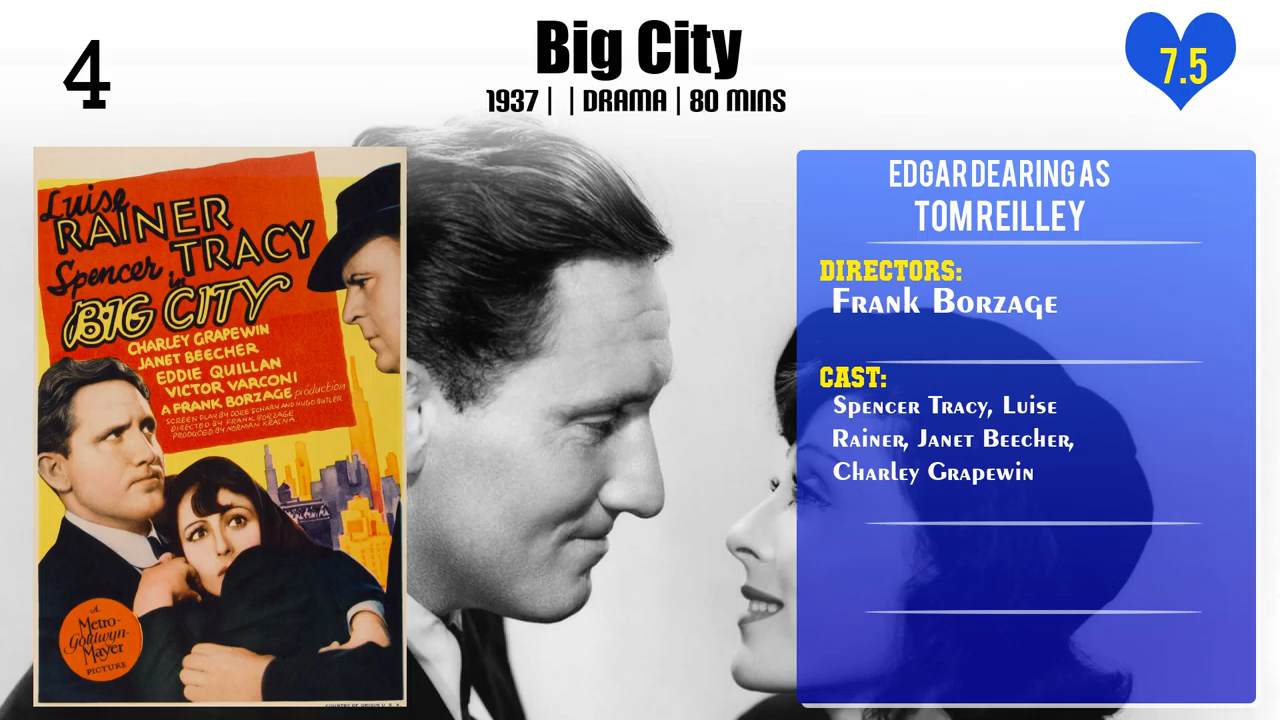 4
Big City
1937 | | DRAMA | 80 MINS
7.5
Luise
RAINER
Spencer TRACY
in
BIG CITY
CHARLEY GRAPEWIN
JANET BEECHER
EDDIE QUILLAN
VICTOR VARCONI
A FRANK BORZAGE production
SCREEN PLAY BY DORE SCHARY AND HUGO BUTLER
DIRECTED BY FRANK BORZAGE
PRODUCED BY NORMAN KRASNA
A
Metro-
Goldwyn-
Mayer
PICTURE
COUNTRY OF ORIGIN U. S. A.
EDGAR DEARING AS
TOM REILLEY
DIRECTORS:
Frank Borzage
CAST:
Spencer Tracy, Luise
Rainer, Janet Beecher,
Charley Grapewin